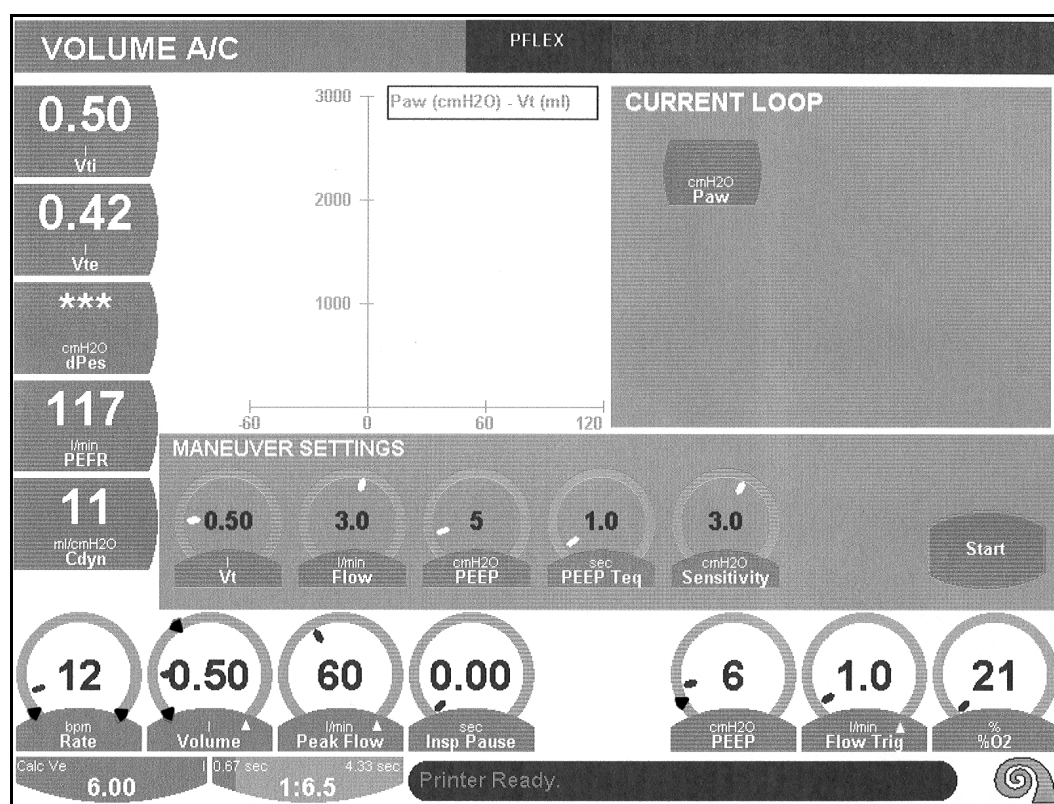 VOLUME A/C
PFLEX
0.50
l
Vti
0.42
l
Vte
***
cmH2O
dPes
117
l/min
PEFR
11
ml/cmH2O
Cdyn
3000
2000
1000
-60 0 60 120
Paw (cmH2O) - Vt (ml)
CURRENT LOOP
cmH2O
Paw
MANEUVER SETTINGS
0.50
l
Vt
3.0
l/min
Flow
5
cmH2O
PEEP
1.0
sec
PEEP Teq
3.0
cmH2O
Sensitivity
Start
12
bpm
Rate
0.50
l
Volume
60
l/min
Peak Flow
0.00
sec
Insp Pause
6
cmH2O
PEEP
1.0
l/min
Flow Trig
21
%
%O2
Calc Ve l
6.00
0.67 sec 4.33 sec
1:6.5
Printer Ready.